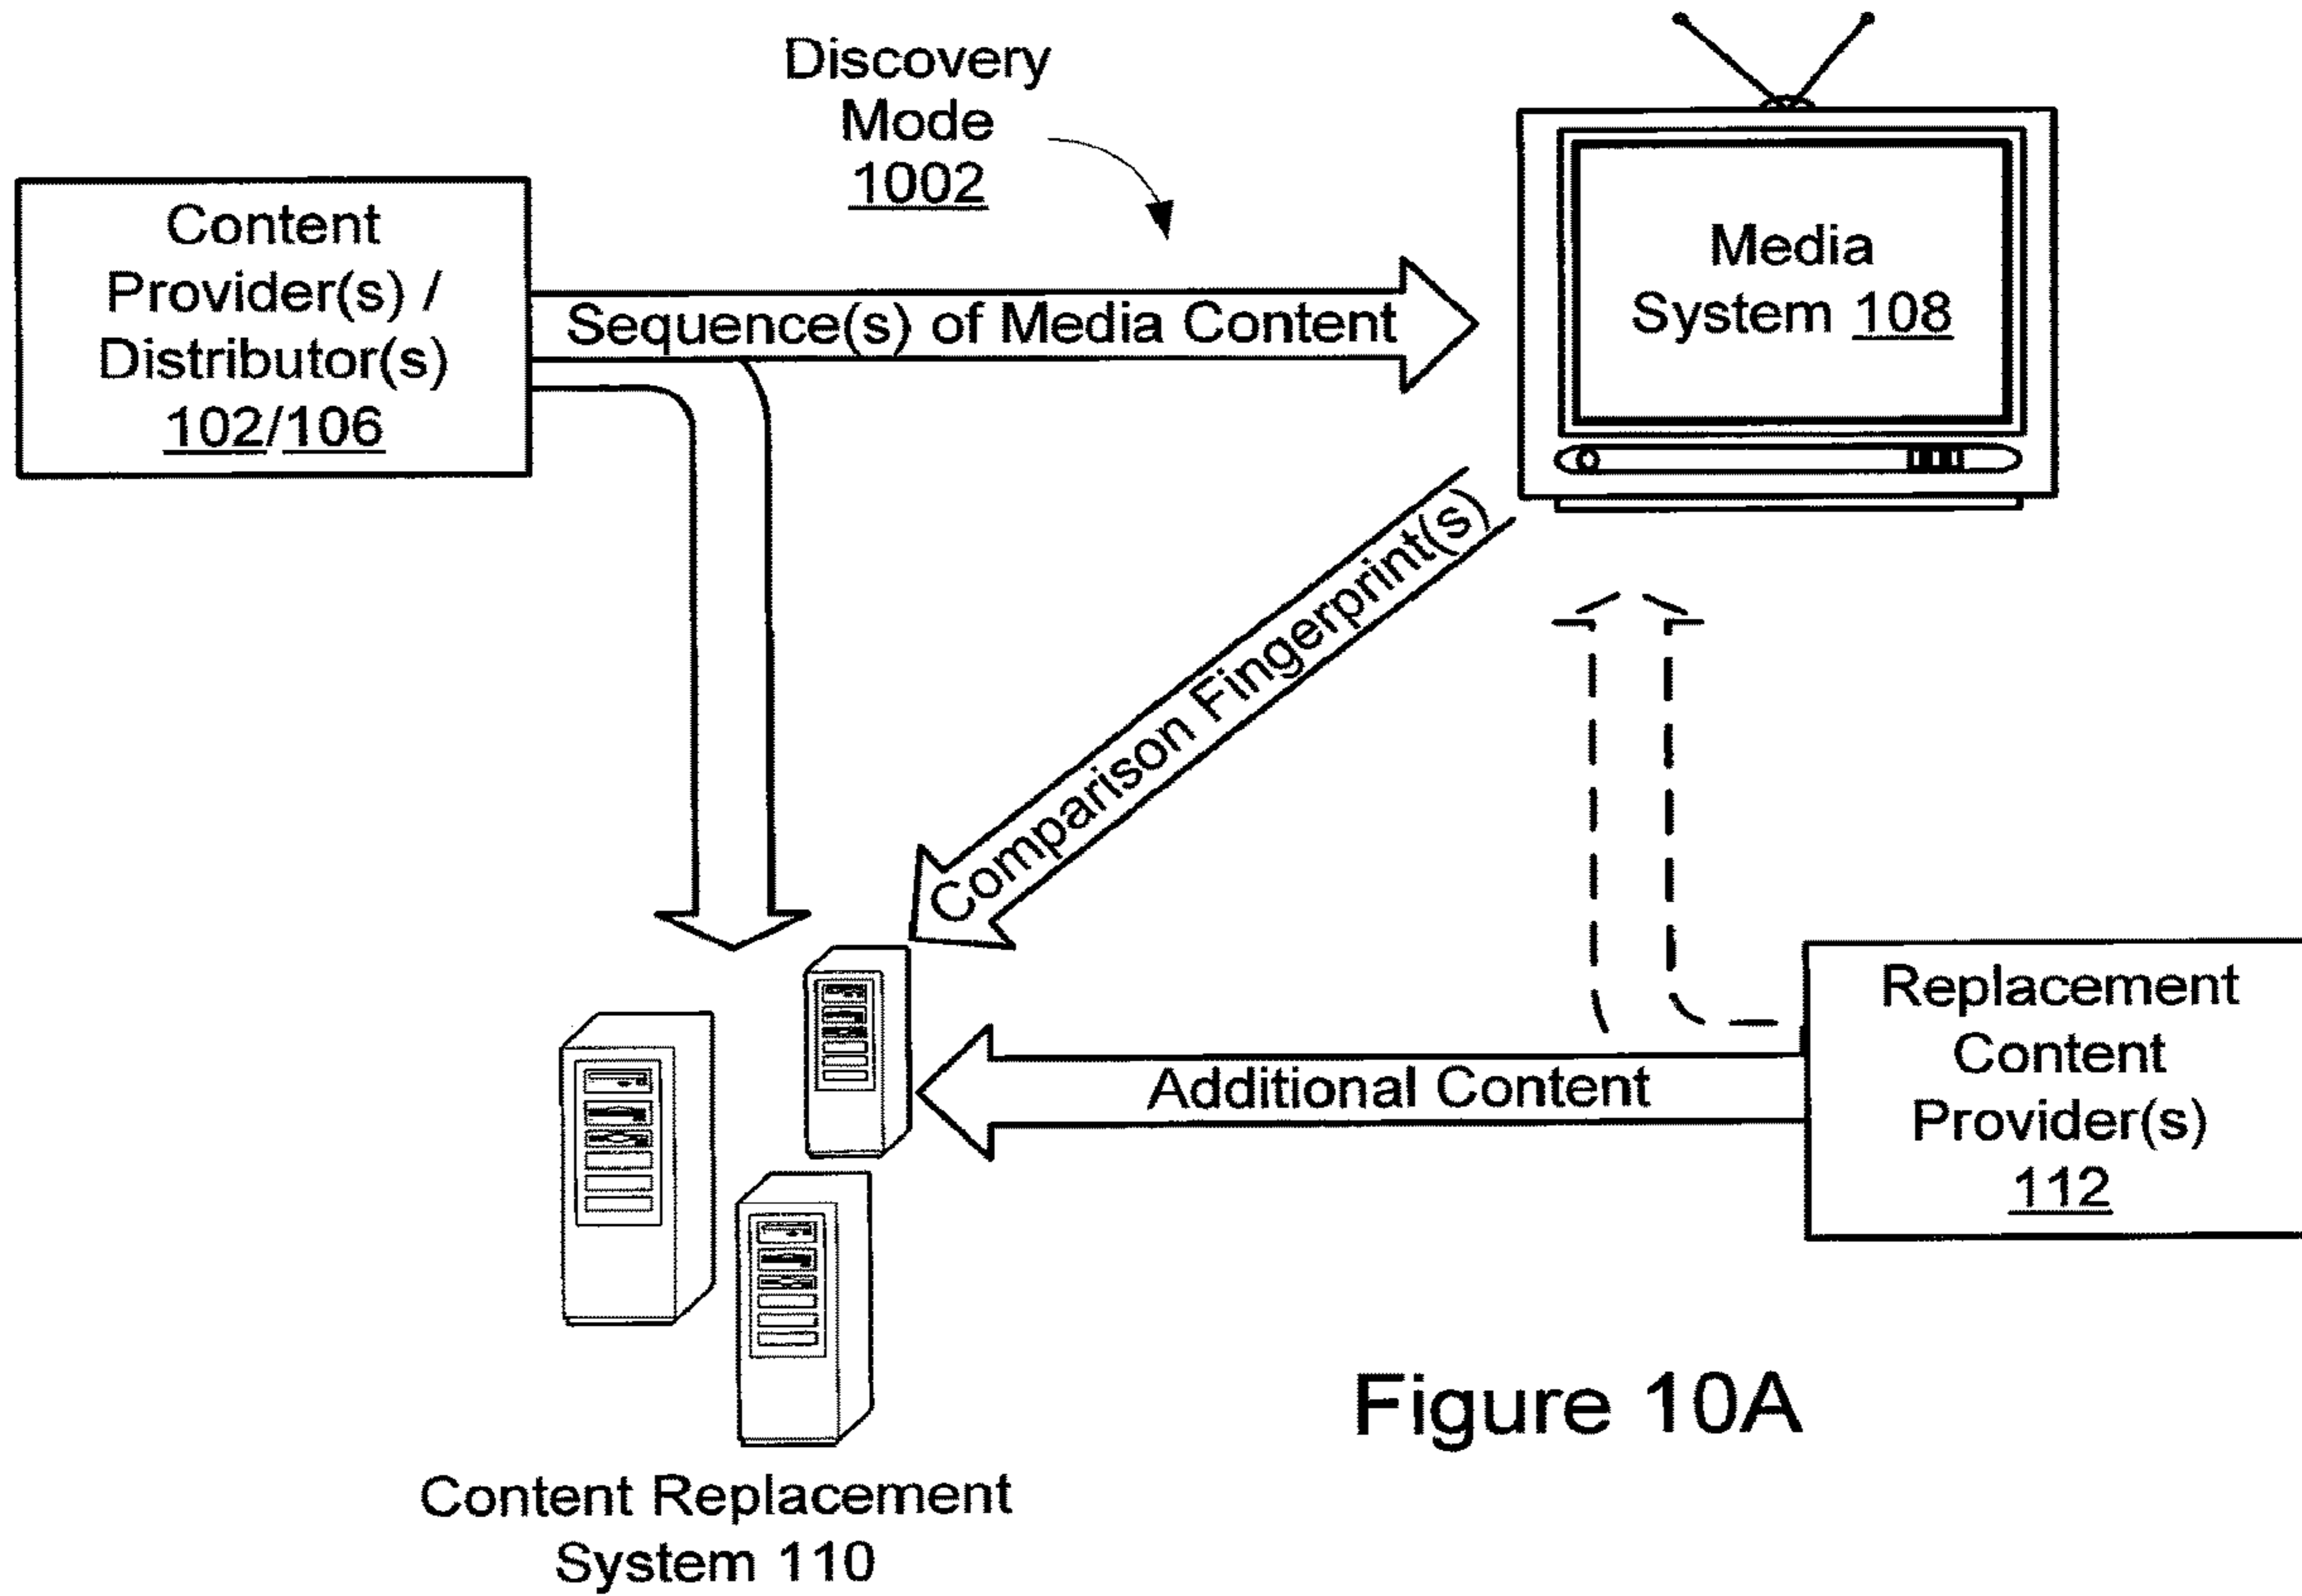 Discovery
Mode
1002
Content
Provider(s) /
Distributor(s)
102/106
Sequence(s) of Media Content
Media
System 108
Comparison Fingerprint(s)
Additional Content
Replacement
Content
Provider(s)
112
Figure 10A
Content Replacement
System 110